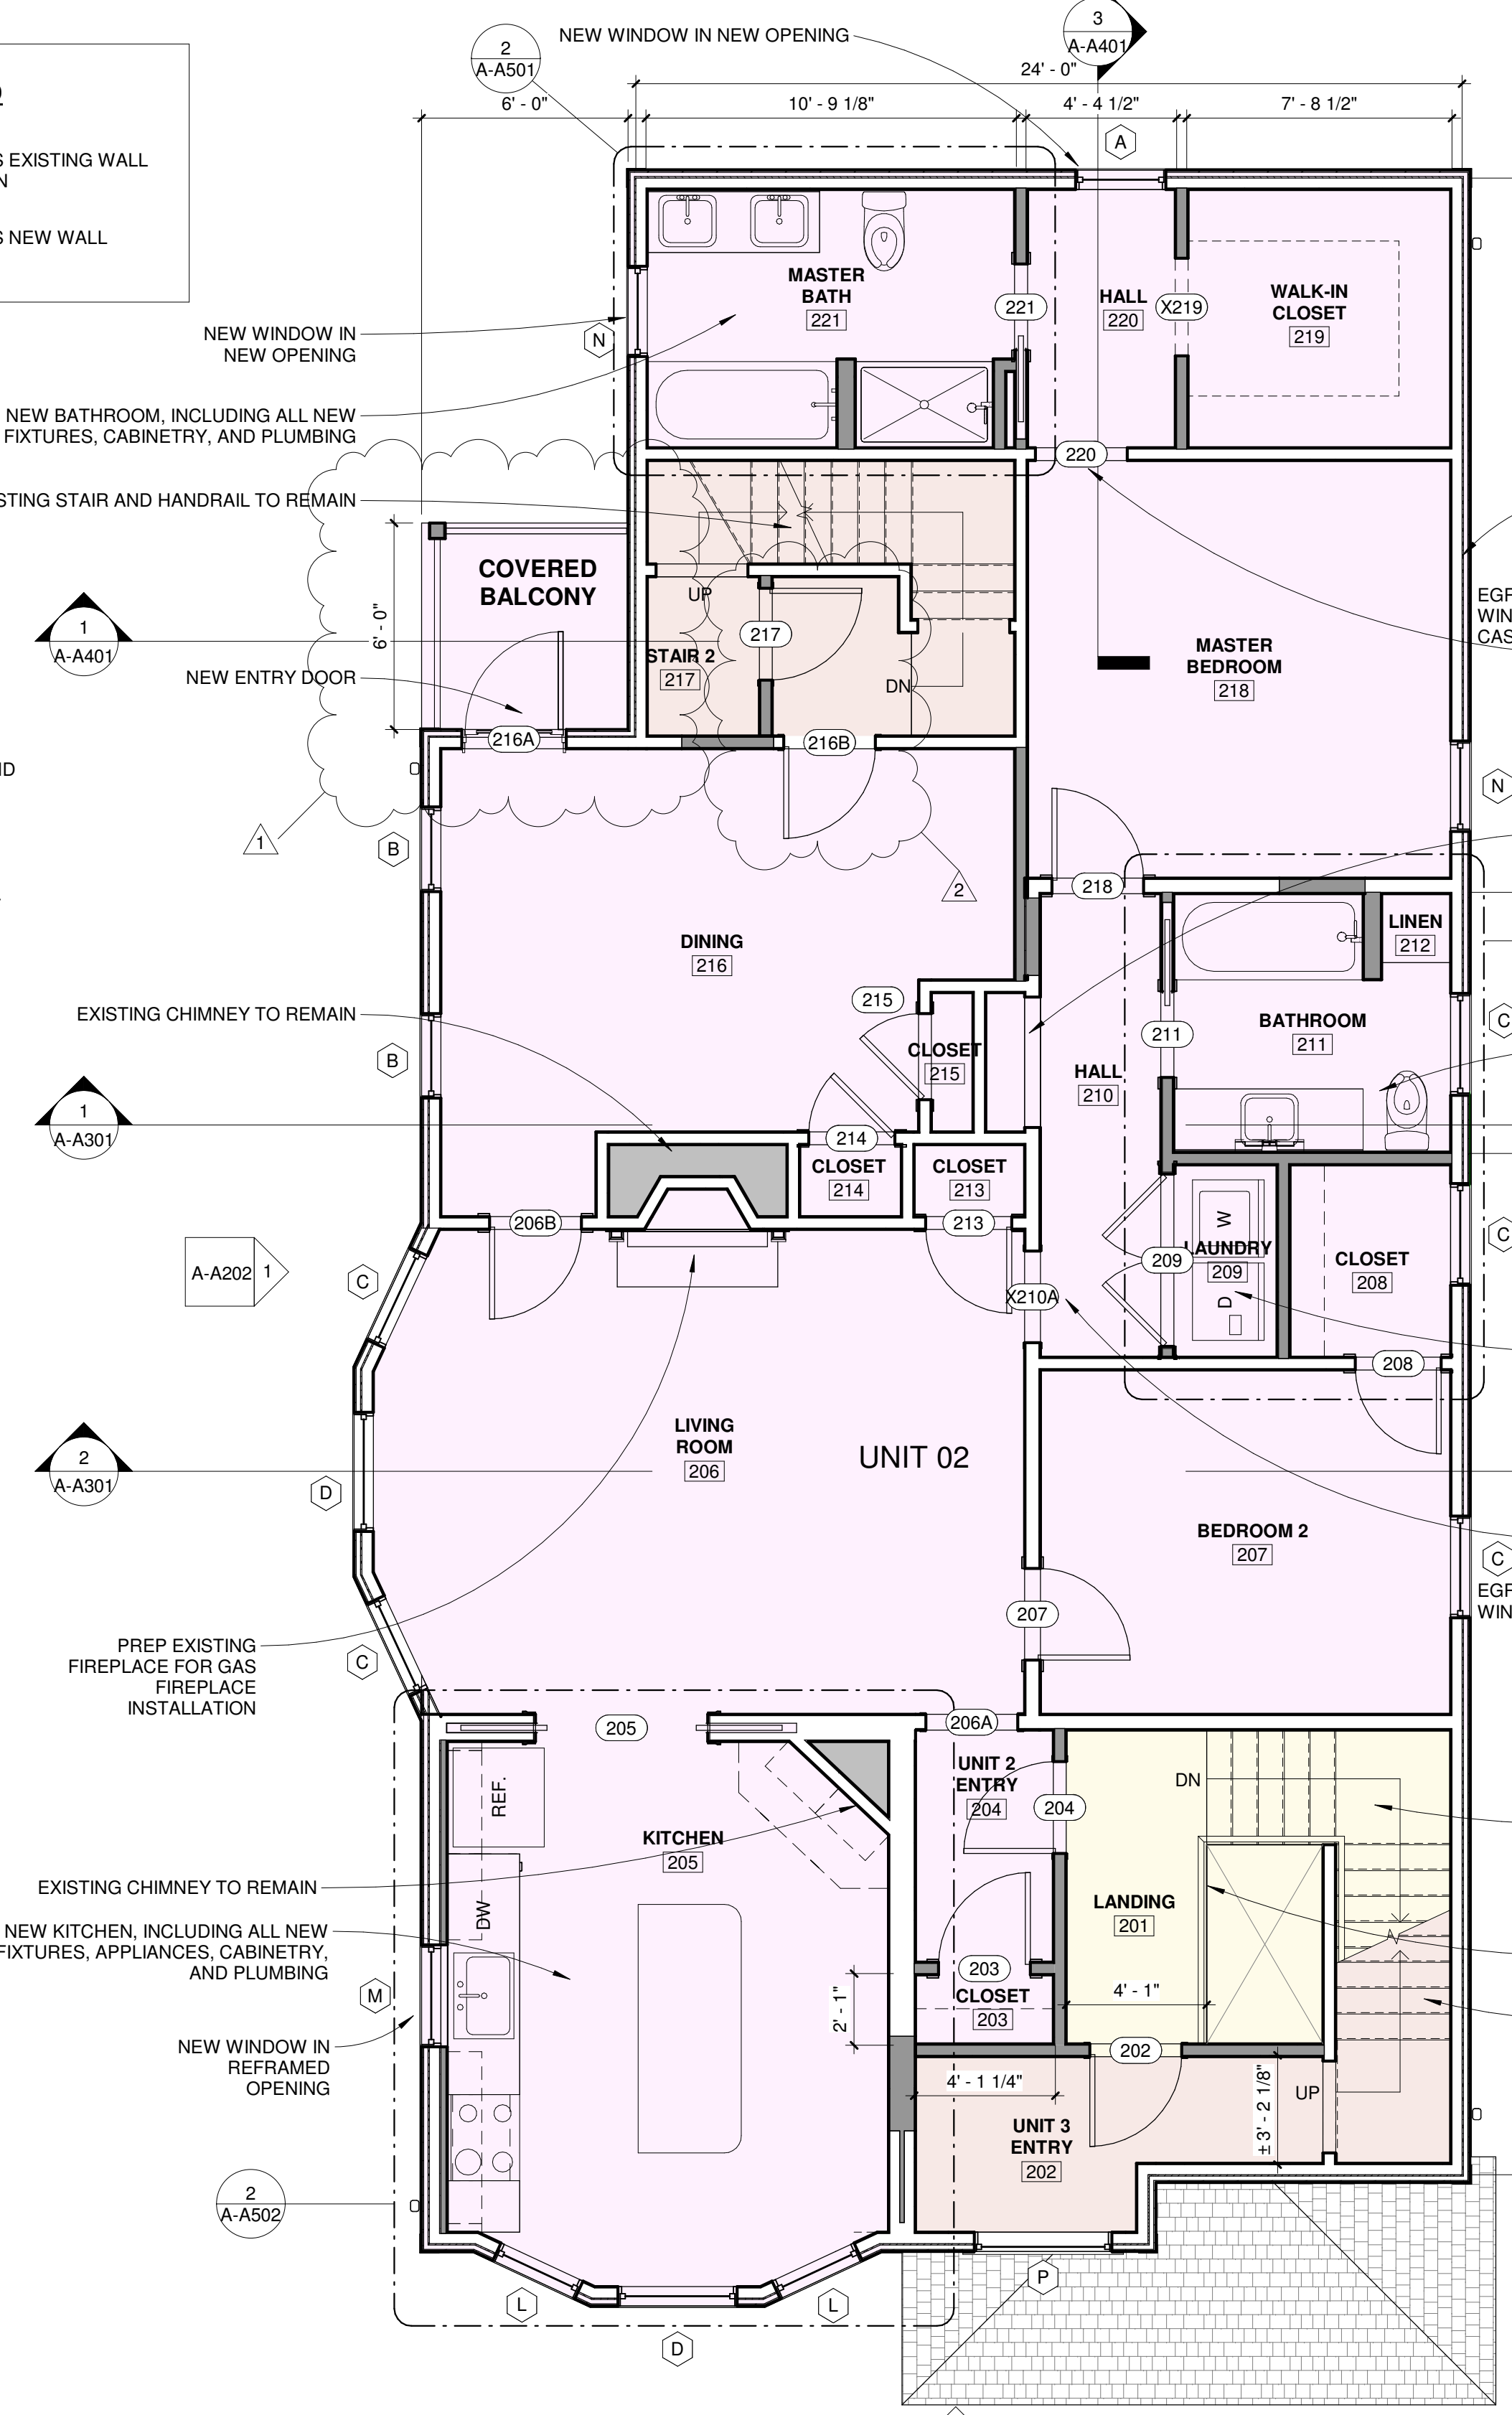 3
A-A401
2
A-A501
NEW WINDOW IN NEW OPENING
24' - 0"
6' - 0"
10' - 9 1/8"
4' - 4 1/2"
7' - 8 1/2"
A
EXISTING WALL
NEW WALL
MASTER
BATH
221
221
HALL
220
X219
WALK-IN
CLOSET
219
NEW WINDOW IN
NEW OPENING
N
NEW BATHROOM, INCLUDING ALL NEW
FIXTURES, CABINETRY, AND PLUMBING
220
STAIR AND HANDRAIL TO REMAIN
COVERED
BALCONY
6' - 0"
UP
217
STAIR 2
217
DN
1
A-A401
NEW ENTRY DOOR
MASTER
BEDROOM
218
216A
216B
N
1
B
2
218
DINING
216
LINEN
212
215
EXISTING CHIMNEY TO REMAIN
BATHROOM
211
211
C
CLOSET
215
B
HALL
210
1
A-A301
214
CLOSET
214
CLOSET
213
206B
213
W
LAUNDRY
209
209
D
CLOSET
208
C
A-A202
1
C
X210A
208
LIVING
ROOM
206
UNIT 02
2
A-A301
D
BEDROOM 2
207
C
207
PREP EXISTING
FIREPLACE FOR GAS
FIREPLACE
INSTALLATION
C
205
206A
UNIT 2
ENTRY
204
204
DN
REF.
KITCHEN
205
EXISTING CHIMNEY TO REMAIN
DW
LANDING
201
NEW KITCHEN, INCLUDING ALL NEW
FIXTURES, APPLIANCES, CABINETRY,
AND PLUMBING
203
CLOSET
203
4' - 1"
M
2' - 1"
NEW WINDOW IN
REFRAMED
OPENING
202
4' - 1 1/4"
± 3' - 2 1/8"
UP
UNIT 3
ENTRY
202
2
A-A502
P
L
L
D